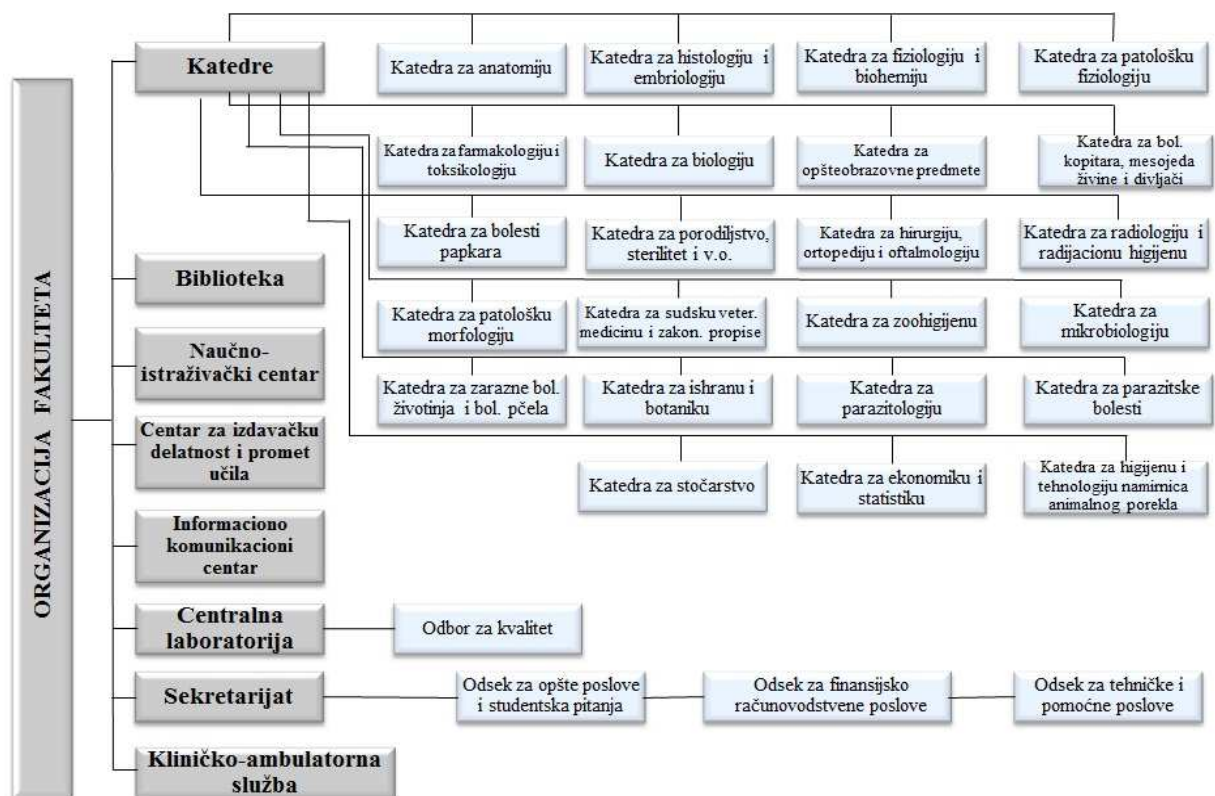 ORGANIZACIJA FAKULTETA
Katedre
Katedra za anatomiju
Katedra za histologiju i
embriologiju
Katedra za fiziologiju i
biohemiju
Katedra za patološku
fiziologiju
Katedra za farmakologiju i
toksikologiju
Katedra za biologiju
Katedra za
opšteobrazovne predmete
Katedra za bol.
kopitara, mesojeda
živine i divljači
Katedra za bolesti
papkara
Katedra za porodiljstvo,
sterilitet i v.o.
Katedra za hirurgiju,
ortopediju i oftalmologiju
Katedra za radiologiju i
radijacionu higijenu
Katedra za patološku
morfologiju
Katedra za sudsku veter.
medicinu i zakon. propise
Katedra za zoohigijenu
Katedra za
mikrobiologiju
Katedra za zarazne bol.
životinja i bol. pčela
Katedra za ishranu i
botaniku
Katedra za
parazitologiju
Katedra za parazitske
bolesti
Katedra za stočarstvo
Katedra za ekonomiku i
statistiku
Katedra za higijenu i
tehnologiju namirnica
animalnog porekla
Biblioteka
Naučno-
istraživački centar
Centar za izdavačku
delatnost i promet
učila
Informaciono
komunikacioni
centar
Centralna
laboratorija
Odbor za kvalitet
Sekretarijat
Odsek za opšte poslove
i studentska pitanja
Odsek za finansijsko
računovodstvene poslove
Odsek za tehničke i
pomoćne poslove
Kliničko-ambulatorna
služba